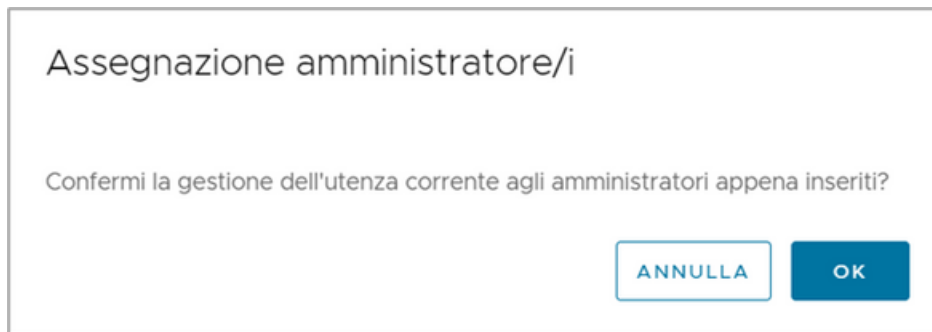 Assegnazione amministratore/i
Confermi la gestione dell'utenza corrente agli amministratori appena inseriti?
ANNULLA
OK